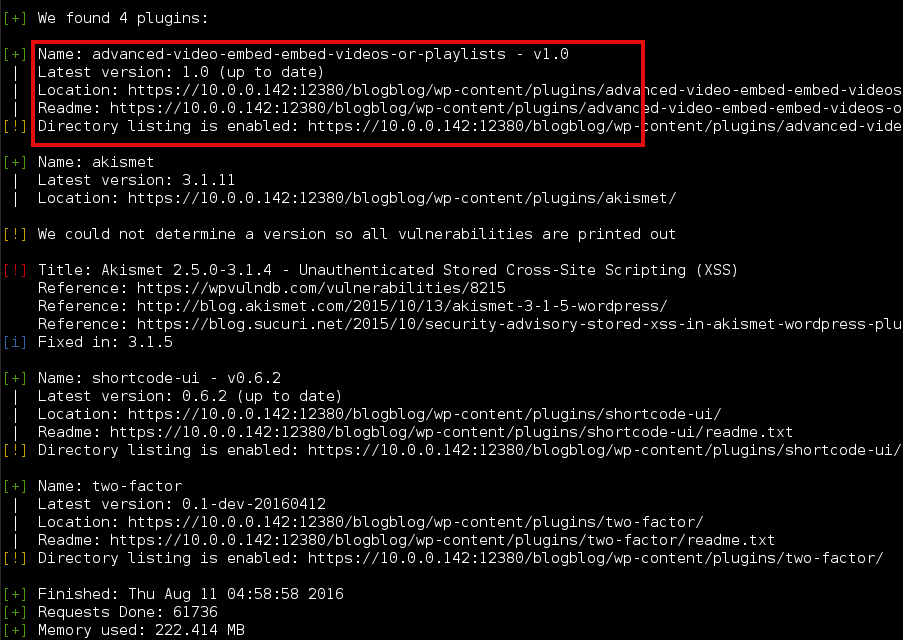 [+] We found 4 plugins:
[+] Name: advanced-video-embed-embed-videos-or-playlists - v1.0
| Latest version: 1.0 (up to date)
| Location: https://10.0.0.142:12380/blogblog/wp-content/plugins/advanced-video-embed-embed-videos
| Readme: https://10.0.0.142:12380/blogblog/wp-content/plugins/advanced-video-embed-embed-videos-o
[!] Directory listing is enabled: https://10.0.0.142:12380/blogblog/wp-content/plugins/advanced-vide
[+] Name: akismet
| Latest version: 3.1.11
| Location: https://10.0.0.142:12380/blogblog/wp-content/plugins/akismet/
[!] We could not determine a version so all vulnerabilities are printed out
[!] Title: Akismet 2.5.0-3.1.4 - Unauthenticated Stored Cross-Site Scripting (XSS)
Reference: https://wpvulndb.com/vulnerabilities/8215
Reference: http://blog.akismet.com/2015/10/13/akismet-3-1-5-wordpress/
Reference: https://blog.sucuri.net/2015/10/security-advisory-stored-xss-in-akismet-wordpress-plu
[i] Fixed in: 3.1.5
[+] Name: shortcode-ui - v0.6.2
| Latest version: 0.6.2 (up to date)
| Location: https://10.0.0.142:12380/blogblog/wp-content/plugins/shortcode-ui/
| Readme: https://10.0.0.142:12380/blogblog/wp-content/plugins/shortcode-ui/readme.txt
[!] Directory listing is enabled: https://10.0.0.142:12380/blogblog/wp-content/plugins/shortcode-ui/
[+] Name: two-factor
| Latest version: 0.1-dev-20160412
| Location: https://10.0.0.142:12380/blogblog/wp-content/plugins/two-factor/
| Readme: https://10.0.0.142:12380/blogblog/wp-content/plugins/two-factor/readme.txt
[!] Directory listing is enabled: https://10.0.0.142:12380/blogblog/wp-content/plugins/two-factor/
[+] Finished: Thu Aug 11 04:58:58 2016
[+] Requests Done: 61736
[+] Memory used: 222.414 MB